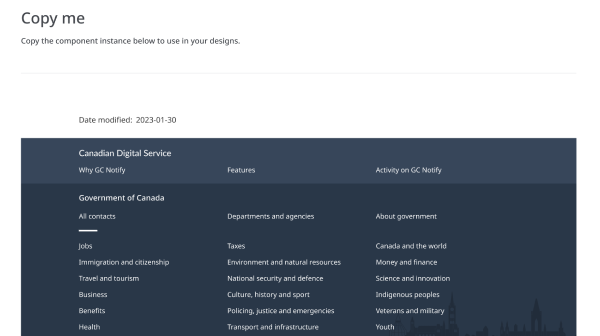 Copy me
Copy the component instance below to use in your designs.
Date modified: 2023-01-30
Canadian Digital Service
Why GC Notify Features Activity on GC Notify
Government of Canada
All contacts Departments and agencies About government
Jobs Taxes Canada and the world
Immigration and citizenship Environment and natural resources Money and finance
Travel and tourism National security and defence Science and innovation
Business Culture, history and sport Indigenous peoples
Benefits Policing, justice and emergencies Veterans and military
Health Transport and infrastructure Youth